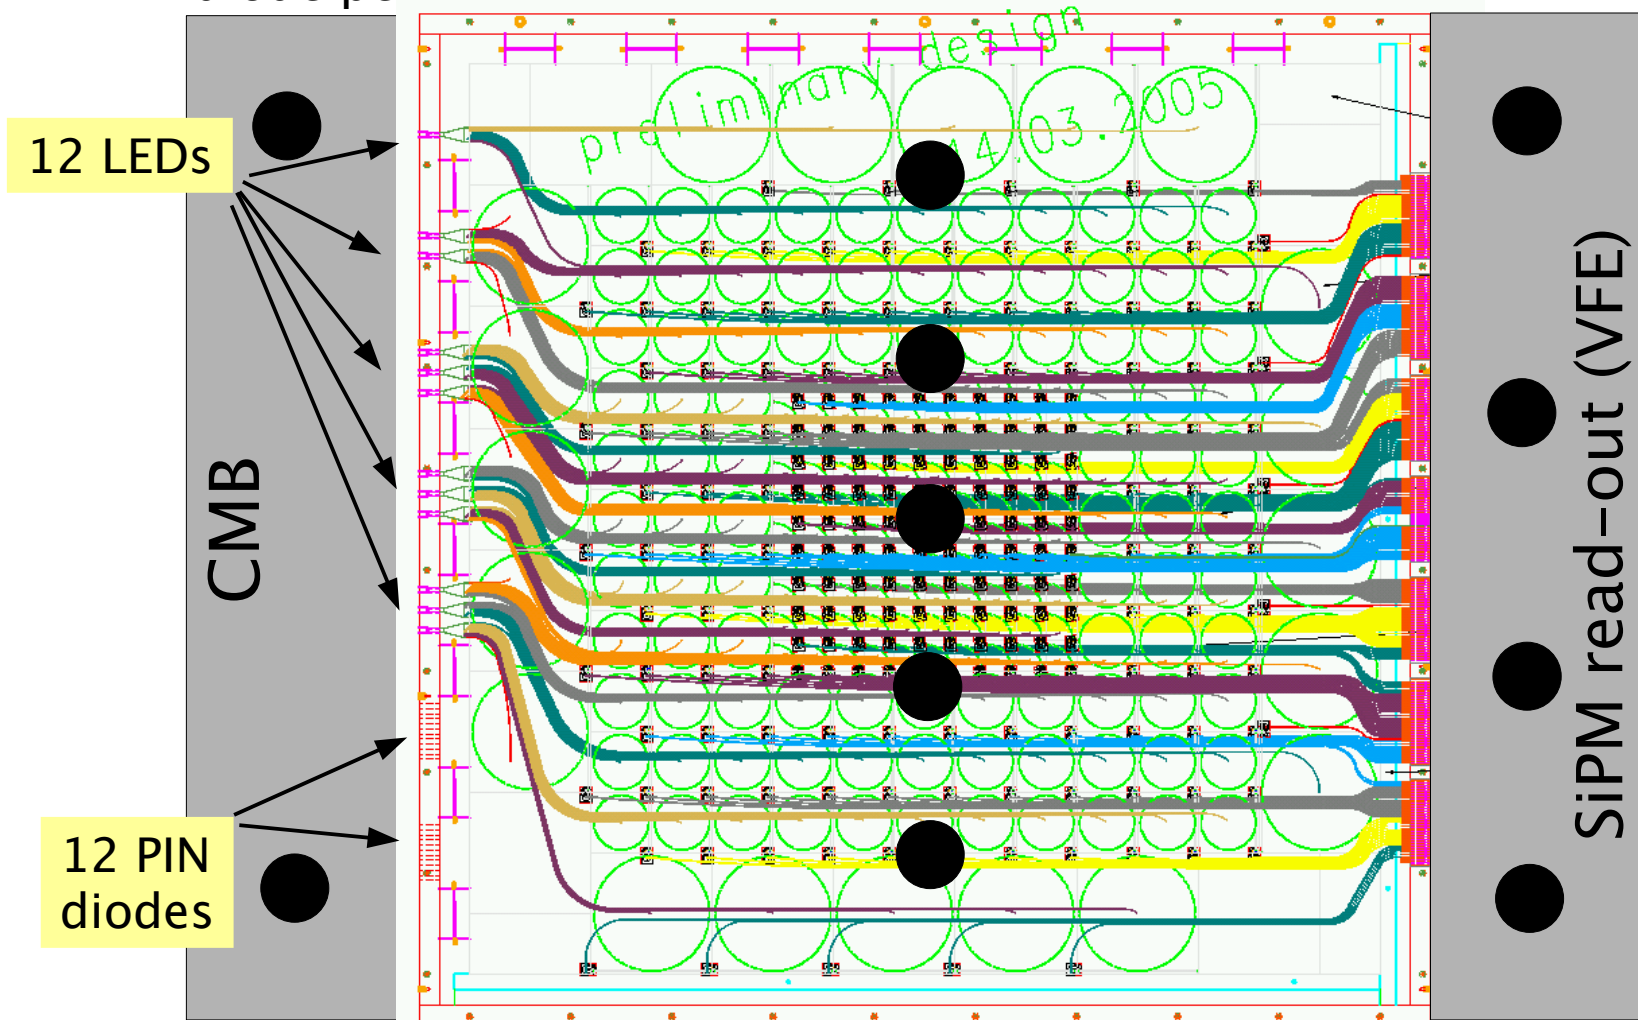 preliminary design
14.03.2005
12 LEDs
CMB
SiPM read-out (VFE)
12 PIN
diodes